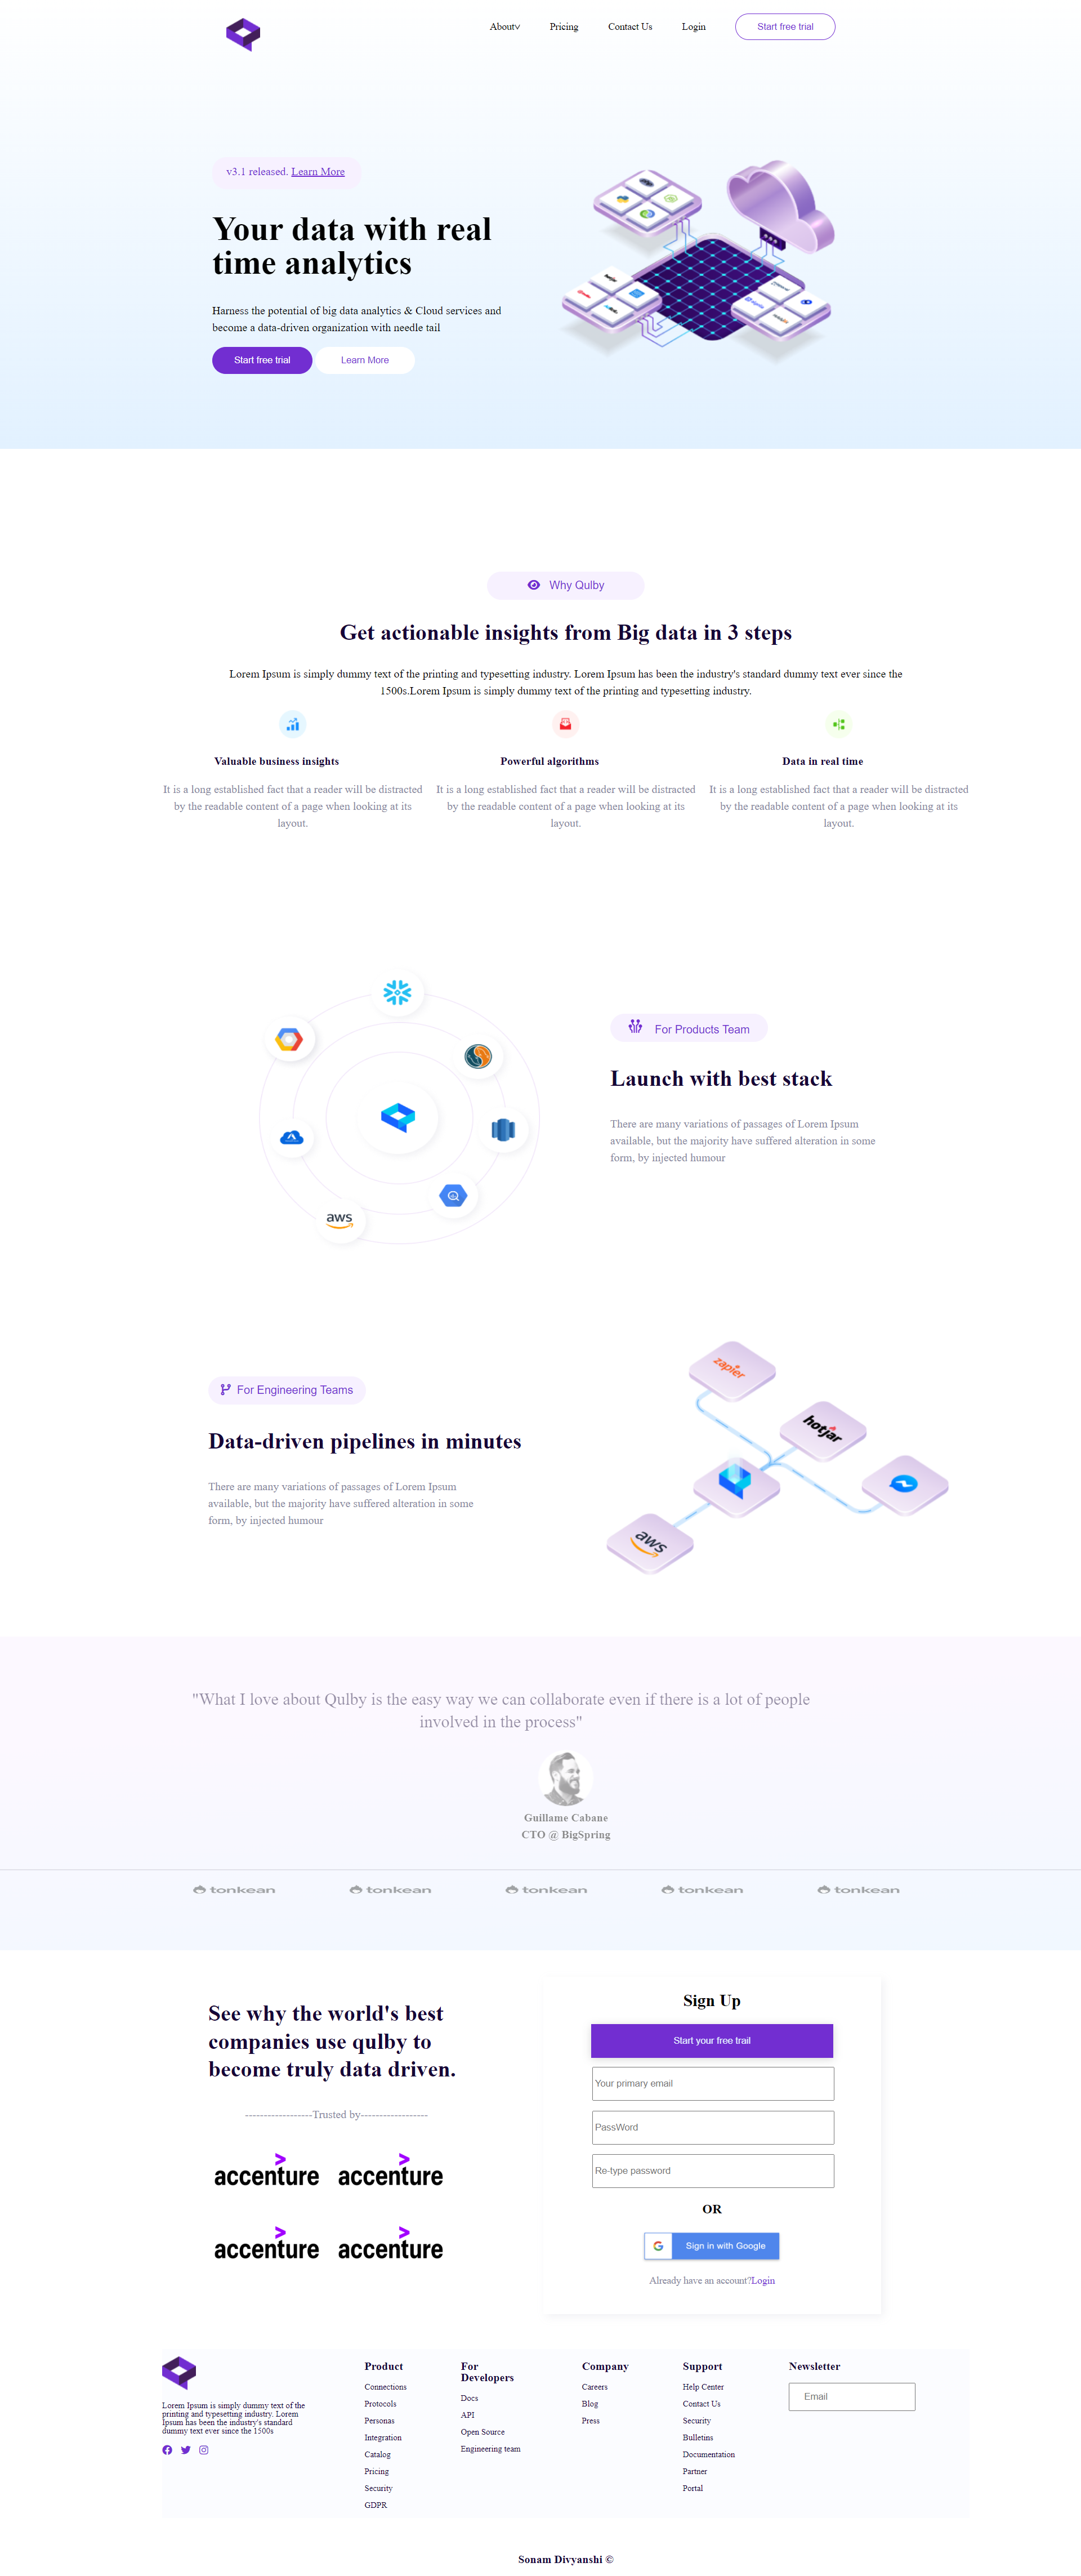 About˅ Pricing Contact Us Login Start free trial
v3.1 released. Learn More
Your data with real
time analytics
Harness the potential of big data analytics & Cloud services and
become a data-driven organization with needle tail
Start free trial Learn More
hotjar
Why Qulby
Get actionable insights from Big data in 3 steps
Lorem Ipsum is simply dummy text of the printing and typesetting industry. Lorem Ipsum has been the industry's standard dummy text ever since the
1500s.Lorem Ipsum is simply dummy text of the printing and typesetting industry.
Valuable business insights
It is a long established fact that a reader will be distracted
by the readable content of a page when looking at its
layout.
Powerful algorithms
It is a long established fact that a reader will be distracted
by the readable content of a page when looking at its
layout.
Data in real time
It is a long established fact that a reader will be distracted
by the readable content of a page when looking at its
layout.
aws
For Products Team
Launch with best stack
There are many variations of passages of Lorem Ipsum
available, but the majority have suffered alteration in some
form, by injected humour
For Engineering Teams
Data-driven pipelines in minutes
There are many variations of passages of Lorem Ipsum
available, but the majority have suffered alteration in some
form, by injected humour
zapier
hotjar
aws
"What I love about Qulby is the easy way we can collaborate even if there is a lot of people
involved in the process"
Guillame Cabane
CTO @ BigSpring
tonkean tonkean tonkean tonkean tonkean
See why the world's best
companies use qulby to
become truly data driven.
------------------Trusted by------------------
accenture accenture
accenture accenture
Sign Up
Start your free trail
Your primary email
PassWord
Re-type password
OR
Sign in with Google
Already have an account?Login
Lorem Ipsum is simply dummy text of the
printing and typesetting industry. Lorem
Ipsum has been the industry's standard
dummy text ever since the 1500s
Product
Connections
Protocols
Personas
Integration
Catalog
Pricing
Security
GDPR
For
Developers
Docs
API
Open Source
Engineering team
Company
Careers
Blog
Press
Support
Help Center
Contact Us
Security
Bulletins
Documentation
Partner
Portal
Newsletter
Email
Sonam Divyanshi ©